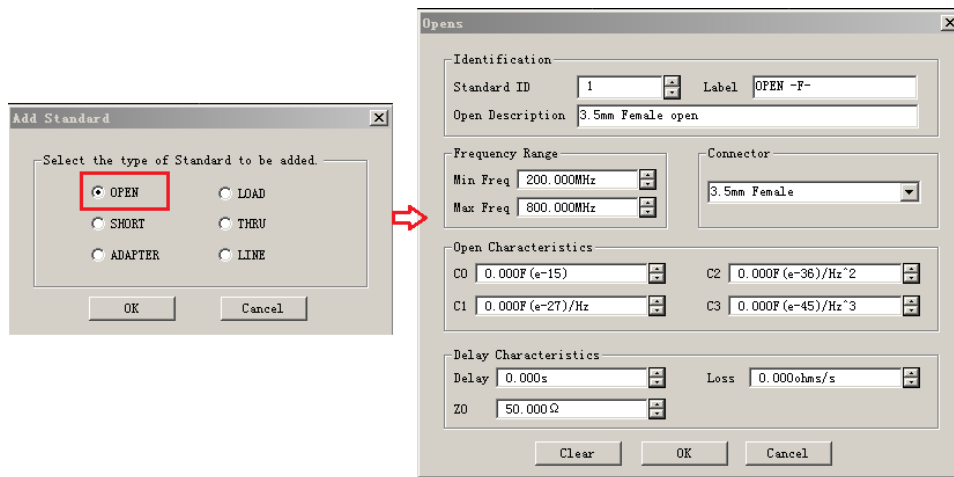 Add Standard
Select the type of Standard to be added.
OPEN LOAD
SHORT THRU
ADAPTER LINE
OK Cancel
Opens
Identification
Standard ID 1 Label OPEN -F-
Open Description 3.5mm Female open
Frequency Range Connector
Min Freq 200.000MHz
3.5mm Female
Max Freq 800.000MHz
Open Characteristics
C0 0.000F(e-15) C2 0.000F(e-36)/Hz^2
C1 0.000F(e-27)/Hz C3 0.000F(e-45)/Hz^3
Delay Characteristics
Delay 0.000s Loss 0.000ohms/s
Z0 50.000Ω
Clear OK Cancel